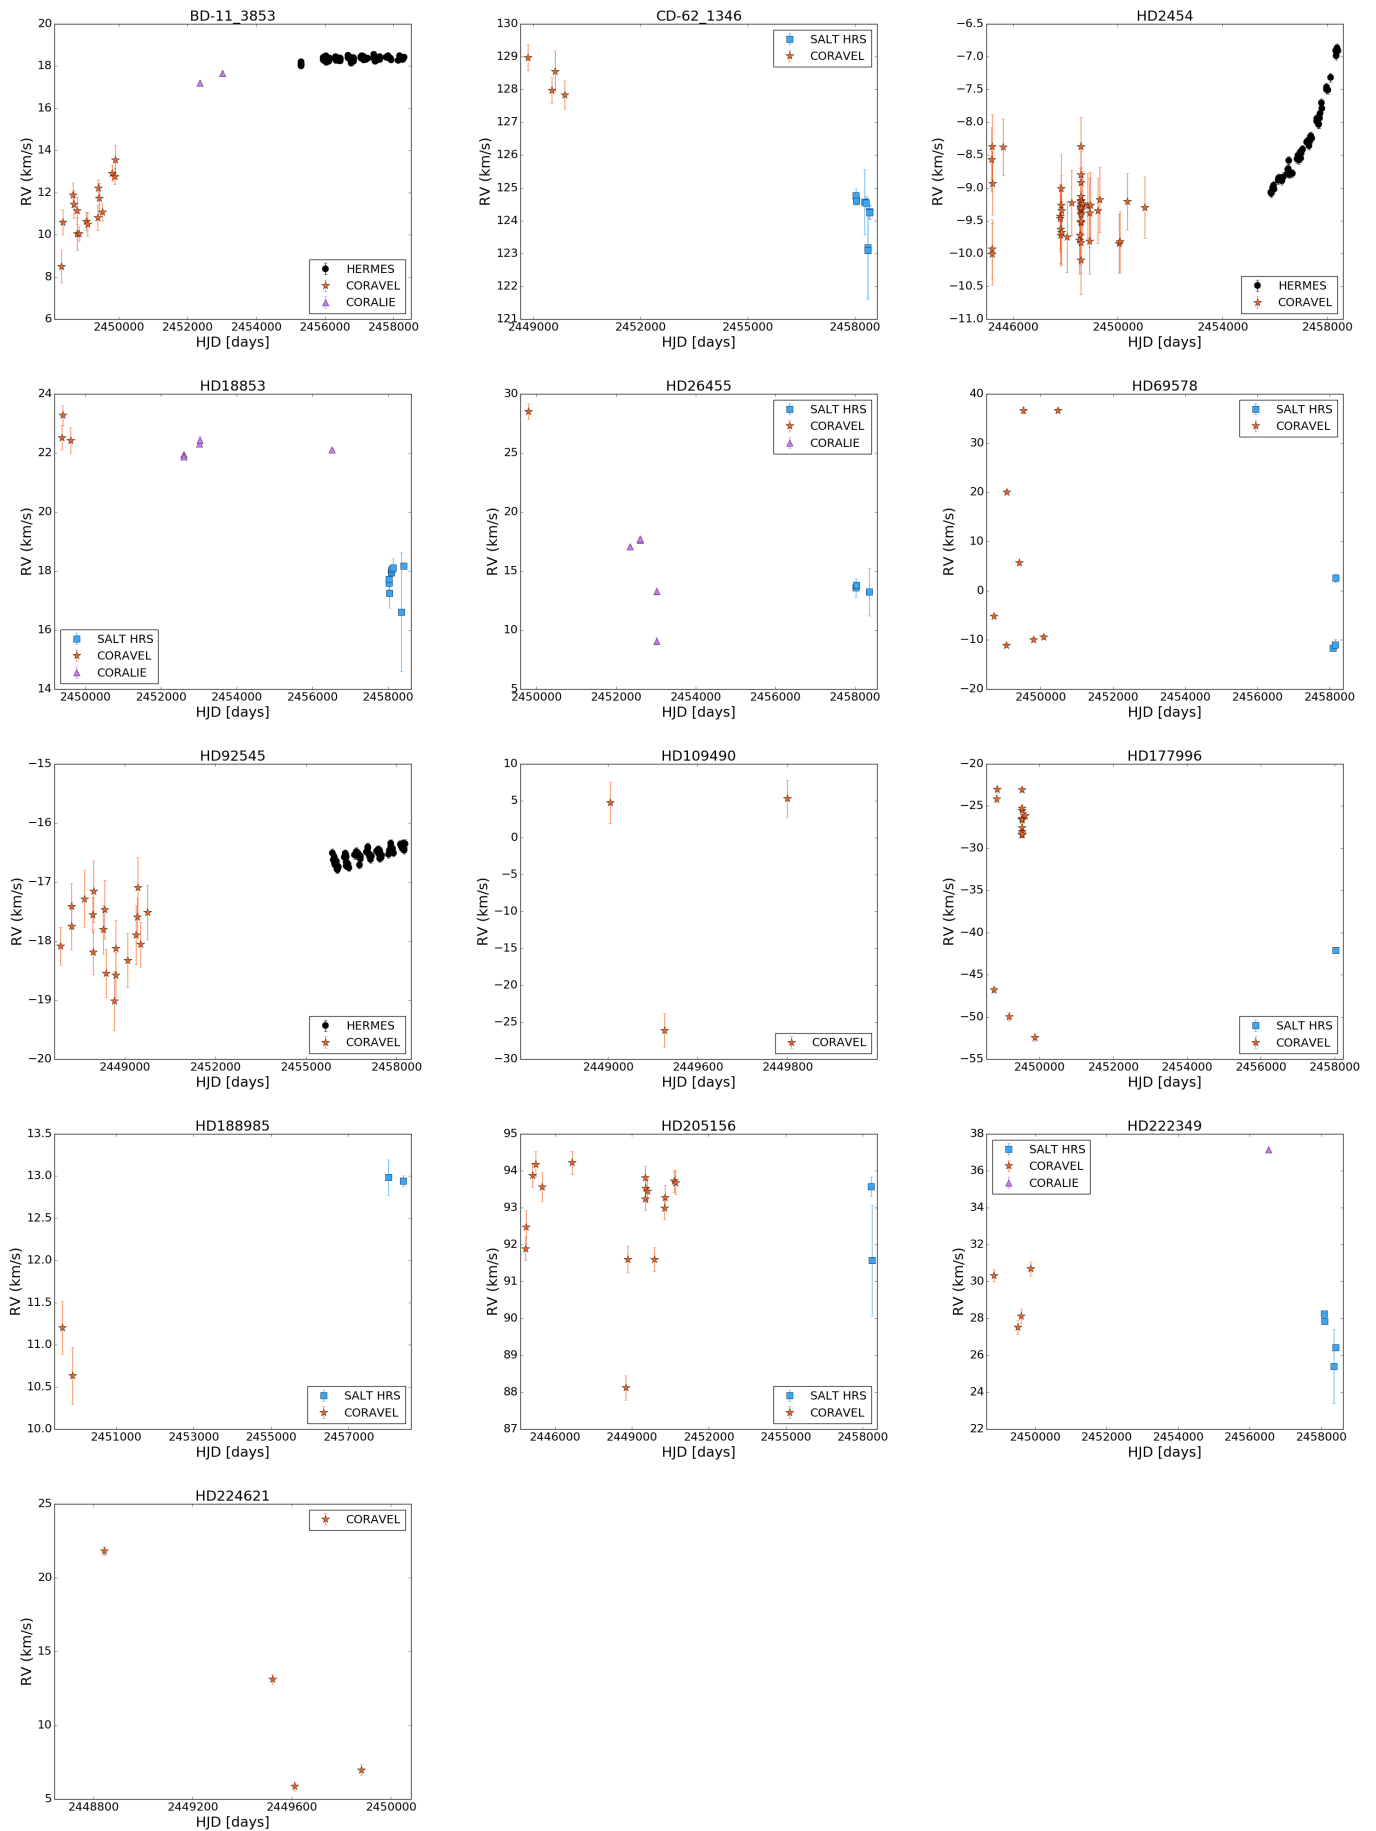 BD-11_3853
20
18
16
14
12
10
8
6
RV (km/s)
HERMES
CORAVEL
CORALIE
2450000 2452000 2454000 2456000 2458000
HJD [days]
CD-62_1346
130
129
128
127
126
125
124
123
122
121
RV (km/s)
SALT HRS
CORAVEL
2449000 2452000 2455000 2458000
HJD [days]
HD2454
−6.5
−7.0
−7.5
−8.0
−8.5
−9.0
−9.5
−10.0
−10.5
−11.0
RV (km/s)
HERMES
CORAVEL
2446000 2450000 2454000 2458000
HJD [days]
HD18853
24
22
20
18
16
14
RV (km/s)
SALT HRS
CORAVEL
CORALIE
2450000 2452000 2454000 2456000 2458000
HJD [days]
HD26455
30
25
20
15
10
5
RV (km/s)
SALT HRS
CORAVEL
CORALIE
2450000 2452000 2454000 2456000 2458000
HJD [days]
HD69578
40
30
20
10
0
−10
−20
RV (km/s)
SALT HRS
CORAVEL
2450000 2452000 2454000 2456000 2458000
HJD [days]
HD92545
−15
−16
−17
−18
−19
−20
RV (km/s)
HERMES
CORAVEL
2449000 2452000 2455000 2458000
HJD [days]
HD109490
10
5
0
−5
−10
−15
−20
−25
−30
RV (km/s)
CORAVEL
2449000 2449400 2449800
HJD [days]
HD177996
−20
−25
−30
−35
−40
−45
−50
−55
RV (km/s)
SALT HRS
CORAVEL
2450000 2452000 2454000 2456000 2458000
HJD [days]
HD188985
13.5
13.0
12.5
12.0
11.5
11.0
10.5
10.0
RV (km/s)
SALT HRS
CORAVEL
2451000 2453000 2455000 2457000
HJD [days]
HD205156
95
94
93
92
91
90
89
88
87
RV (km/s)
SALT HRS
CORAVEL
2446000 2449000 2452000 2455000 2458000
HJD [days]
HD222349
38
36
34
32
30
28
26
24
22
RV (km/s)
SALT HRS
CORAVEL
CORALIE
2450000 2452000 2454000 2456000 2458000
HJD [days]
HD224621
25
20
15
10
5
RV (km/s)
CORAVEL
2448800 2449200 2449600 2450000
HJD [days]